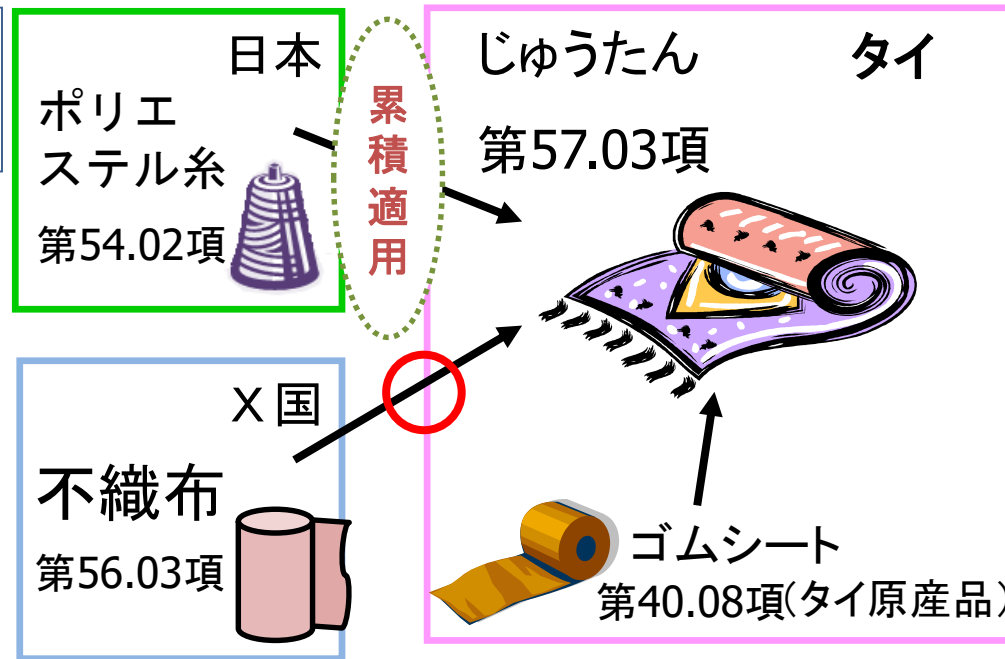 日本
ポリエ
ステル糸
第54.02項
累積適用
じゅうたん
タイ
第57.03項
X国
不織布
第56.03項
ゴムシート
第40.08項(タイ原産品)